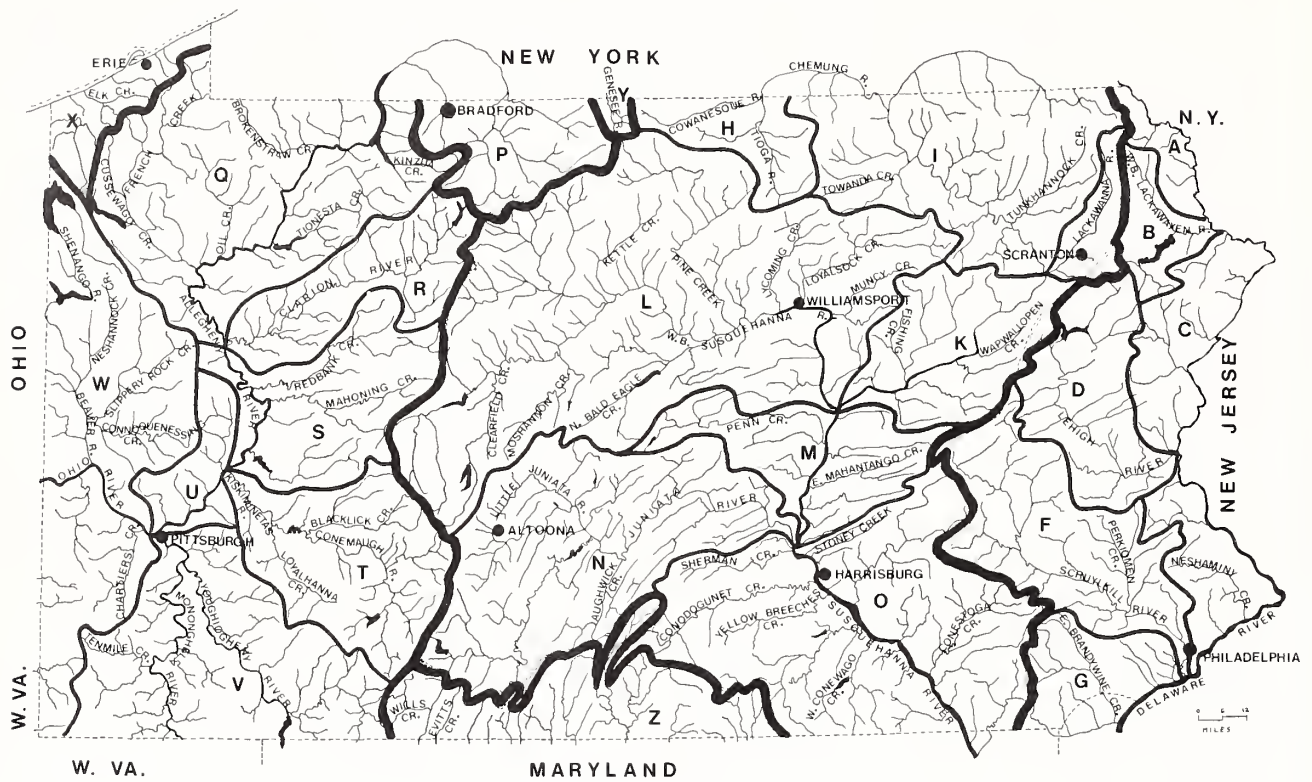 NEW YORK
CHEMUNG R.
ERIE
ELK CR.
X
GENESEE R.
Y
BRADFORD
COWANESQUE R.
H
TIOGA R.
N.Y.
A
FRENCH CREEK
BROKENSTRAW CR.
CUSSEWAGO CR.
Q
KINZUA CR.
P
I
TUNKHANNOCK CR.
LACKAWANNA R.
W.B. LACKAWAXEN R.
B
TOWANDA CR.
TIONESTA CR.
OIL CR.
SHENANGO R.
NESHANNOCK CR.
CLARION RIVER
R
KETTLE CR.
PINE CREEK
LYCOMING CR.
LOYALSOCK CR.
MUNCY CR.
SCRANTON
ALLEGHENY
RIVER
L
WILLIAMSPORT
W.B. SUSQUEHANNA R.
FISHING CR.
K
WAPWALLOPEN CR.
C
OHIO
W
SLIPPERY ROCK CR.
REDBANK CR.
MAHONING CR.
CLEARFIELD CR.
MOSHANNON CR.
N. BALD EAGLE CR.
D
LEHIGH
RIVER
NEW JERSEY
BEAVER R.
CONNOQUENESSING CR.
S
PENN CR.
M
E. MAHANTANGO CR.
OHIO RIVER
U
KISKIMINETAS
LITTLE JUNIATA R.
JUNIATA RIVER
BLACKLICK CR.
CONEMAUGH R.
PITTSBURGH
ALTOONA
STONEY CREEK
F
PERKIOMEN CR.
NESHAMINY CR.
CHARTIERS CR.
LOYALHANNA CR.
T
N
AUGHWICK CR.
SHERMAN CR.
HARRISBURG
O
SCHUYLKILL RIVER
MONONGAHELA RIVER
YOUGHIOGHENY RIVER
CONODOGUINET CR.
YELLOW BREECHES CR.
SUSQUEHANNA RIVER
CONESTOGA CR.
E. BRANDYWINE CR.
TENMILE CR.
V
PHILADELPHIA
DELAWARE RIVER
W. VA.
WILLS CR.
EVITTS CR.
Z
W. CONEWAGO CR.
G
0 6 12
MILES
W. VA.
MARYLAND